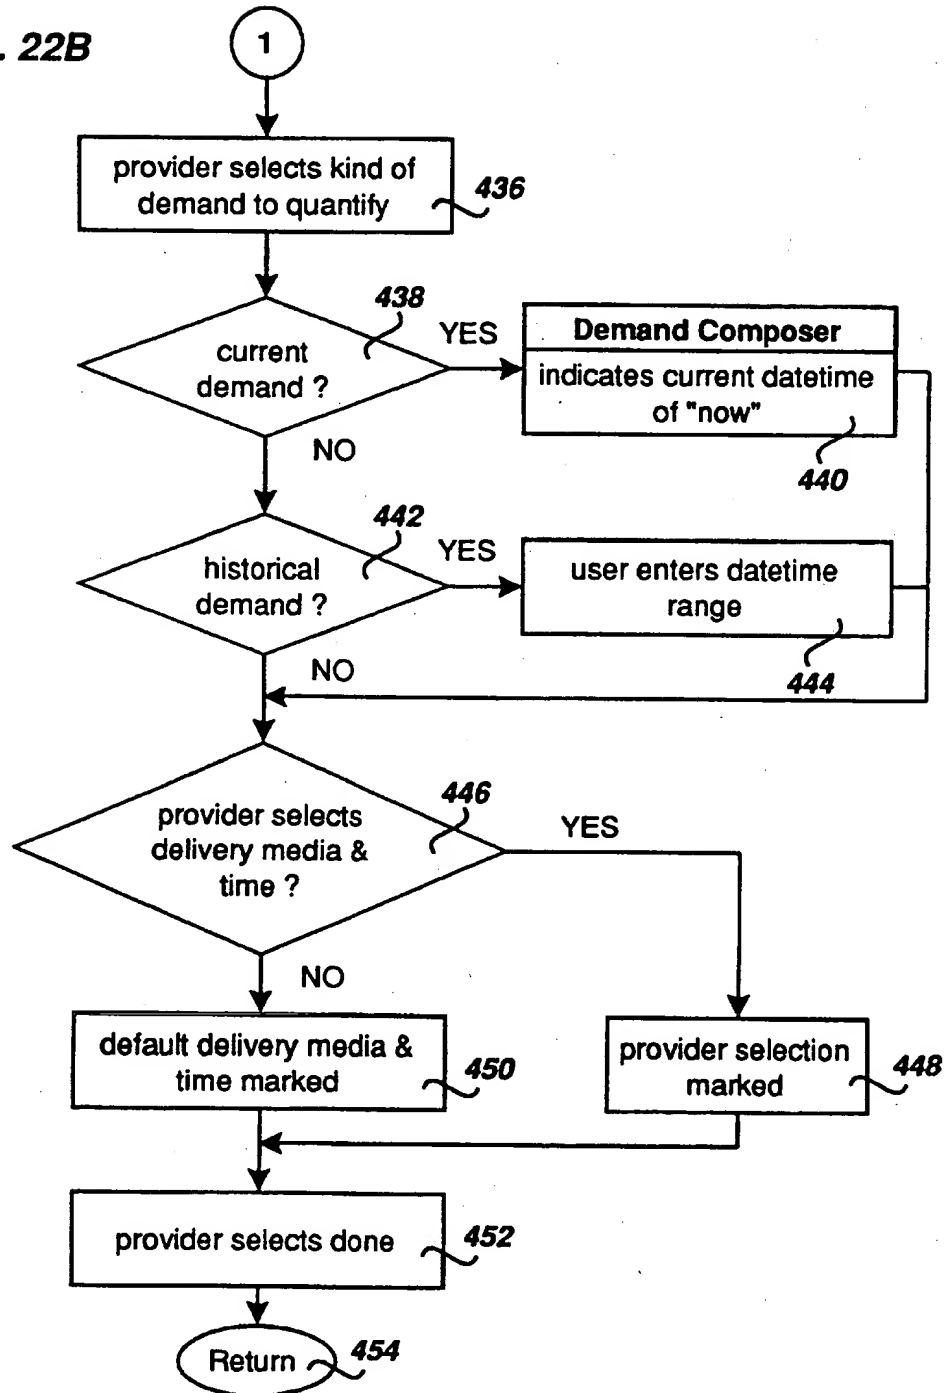 . 22B
1
provider selects kind of
demand to quantify
436
438
current
demand ?
YES
Demand Composer
indicates current datetime
of "now"
440
NO
442
historical
demand ?
YES
user enters datetime
range
444
NO
446
provider selects
delivery media &
time ?
YES
NO
default delivery media &
time marked
450
provider selection
marked
448
provider selects done
452
Return
454